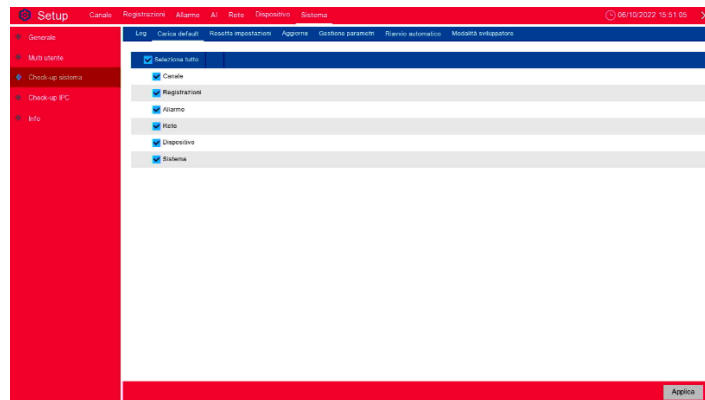 Setup Canale Registrazioni Allarme AI Rete Dispositivo Sistema 06/10/2022 15:51:05
Generale
Multi utente
Check-up sistema
Check-up IPC
Info
Log Carica default Resetta impostazioni Aggiorna Gestione parametri Riavvio automatico Modalità sviluppatore
Seleziona tutto
Canale
Registrazioni
Allarme
Rete
Dispositivo
Sistema
Applica